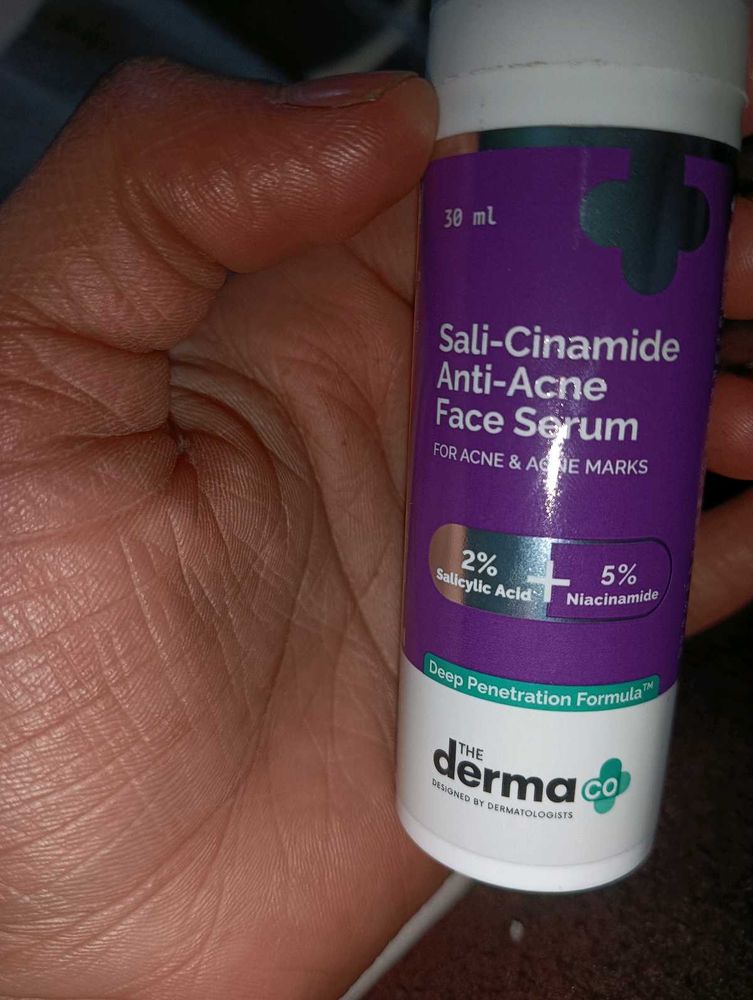 30 ml
Sali-Cinamide
Anti-Acne
Face Serum
FOR ACNE & ACNE MARKS
2%
Salicylic Acid
+
5%
Niacinamide
Deep Penetration Formula™
THE
derma co
DESIGNED BY DERMATOLOGISTS